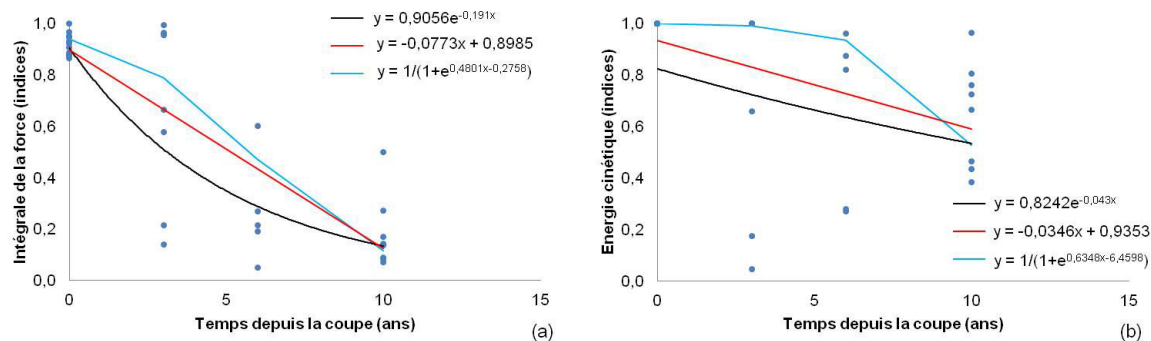 1,0
0,8
0,6
0,4
0,2
0,0
0
5
10
15
Intégrale de la force (indices)
Temps depuis la coupe (ans)
y = 0,9056e-0,191x
y = -0,0773x + 0,8985
y = 1/(1+e0,4801x-0,2758)
(a)
1,0
0,8
0,6
0,4
0,2
0,0
0
5
10
15
Energie cinétique (indices)
Temps depuis la coupe (ans)
y = 0,8242e-0,043x
y = -0,0346x + 0,9353
y = 1/(1+e0,6348x-6,4598)
(b)